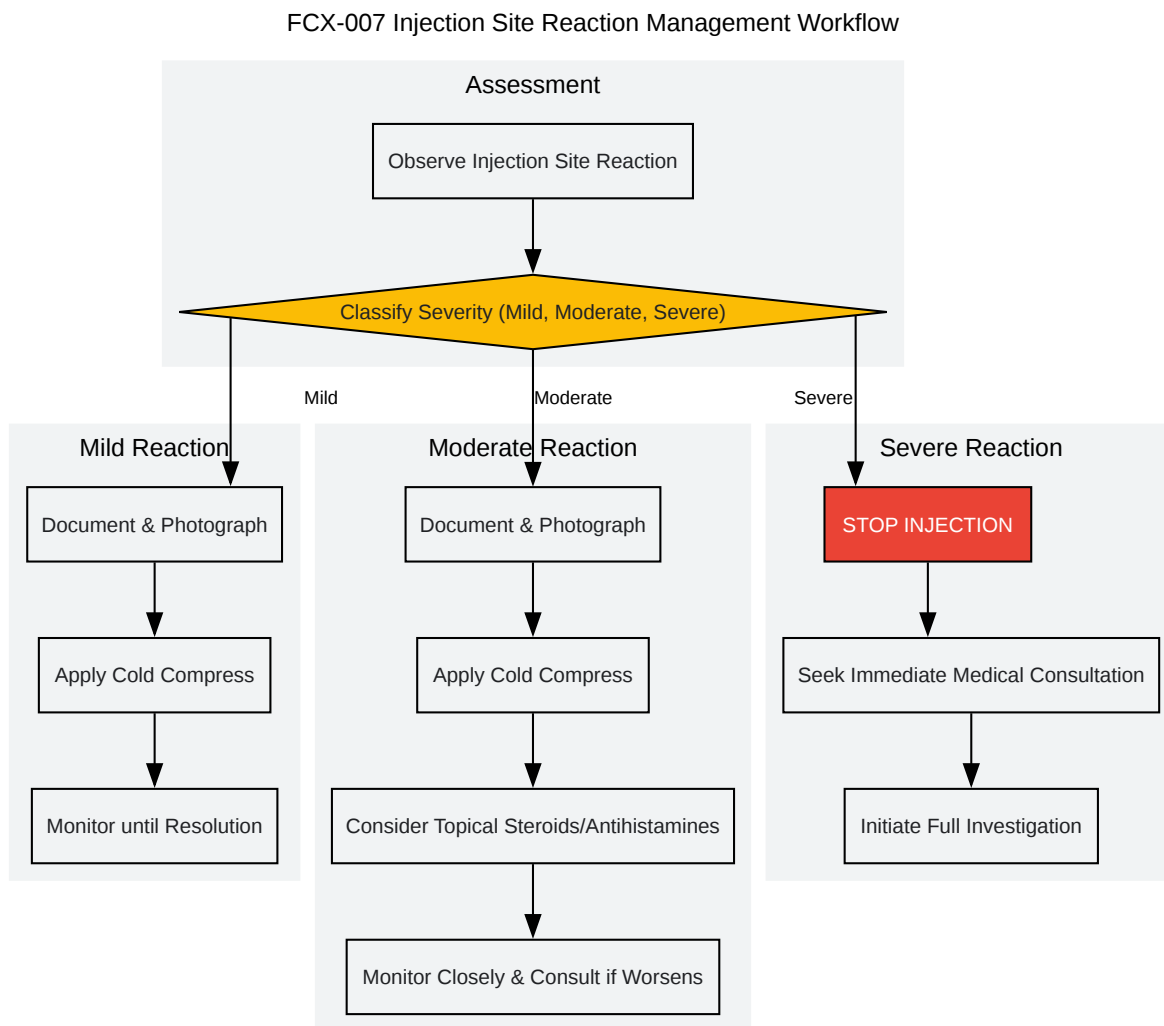 FCX-007 Injection Site Reaction Management Workflow
Assessment
Observe Injection Site Reaction
Classify Severity (Mild, Moderate, Severe)
Mild
Moderate
Severe
Mild Reaction
Document & Photograph
Apply Cold Compress
Monitor until Resolution
Moderate Reaction
Document & Photograph
Apply Cold Compress
Consider Topical Steroids/Antihistamines
Monitor Closely & Consult if Worsens
Severe Reaction
STOP INJECTION
Seek Immediate Medical Consultation
Initiate Full Investigation